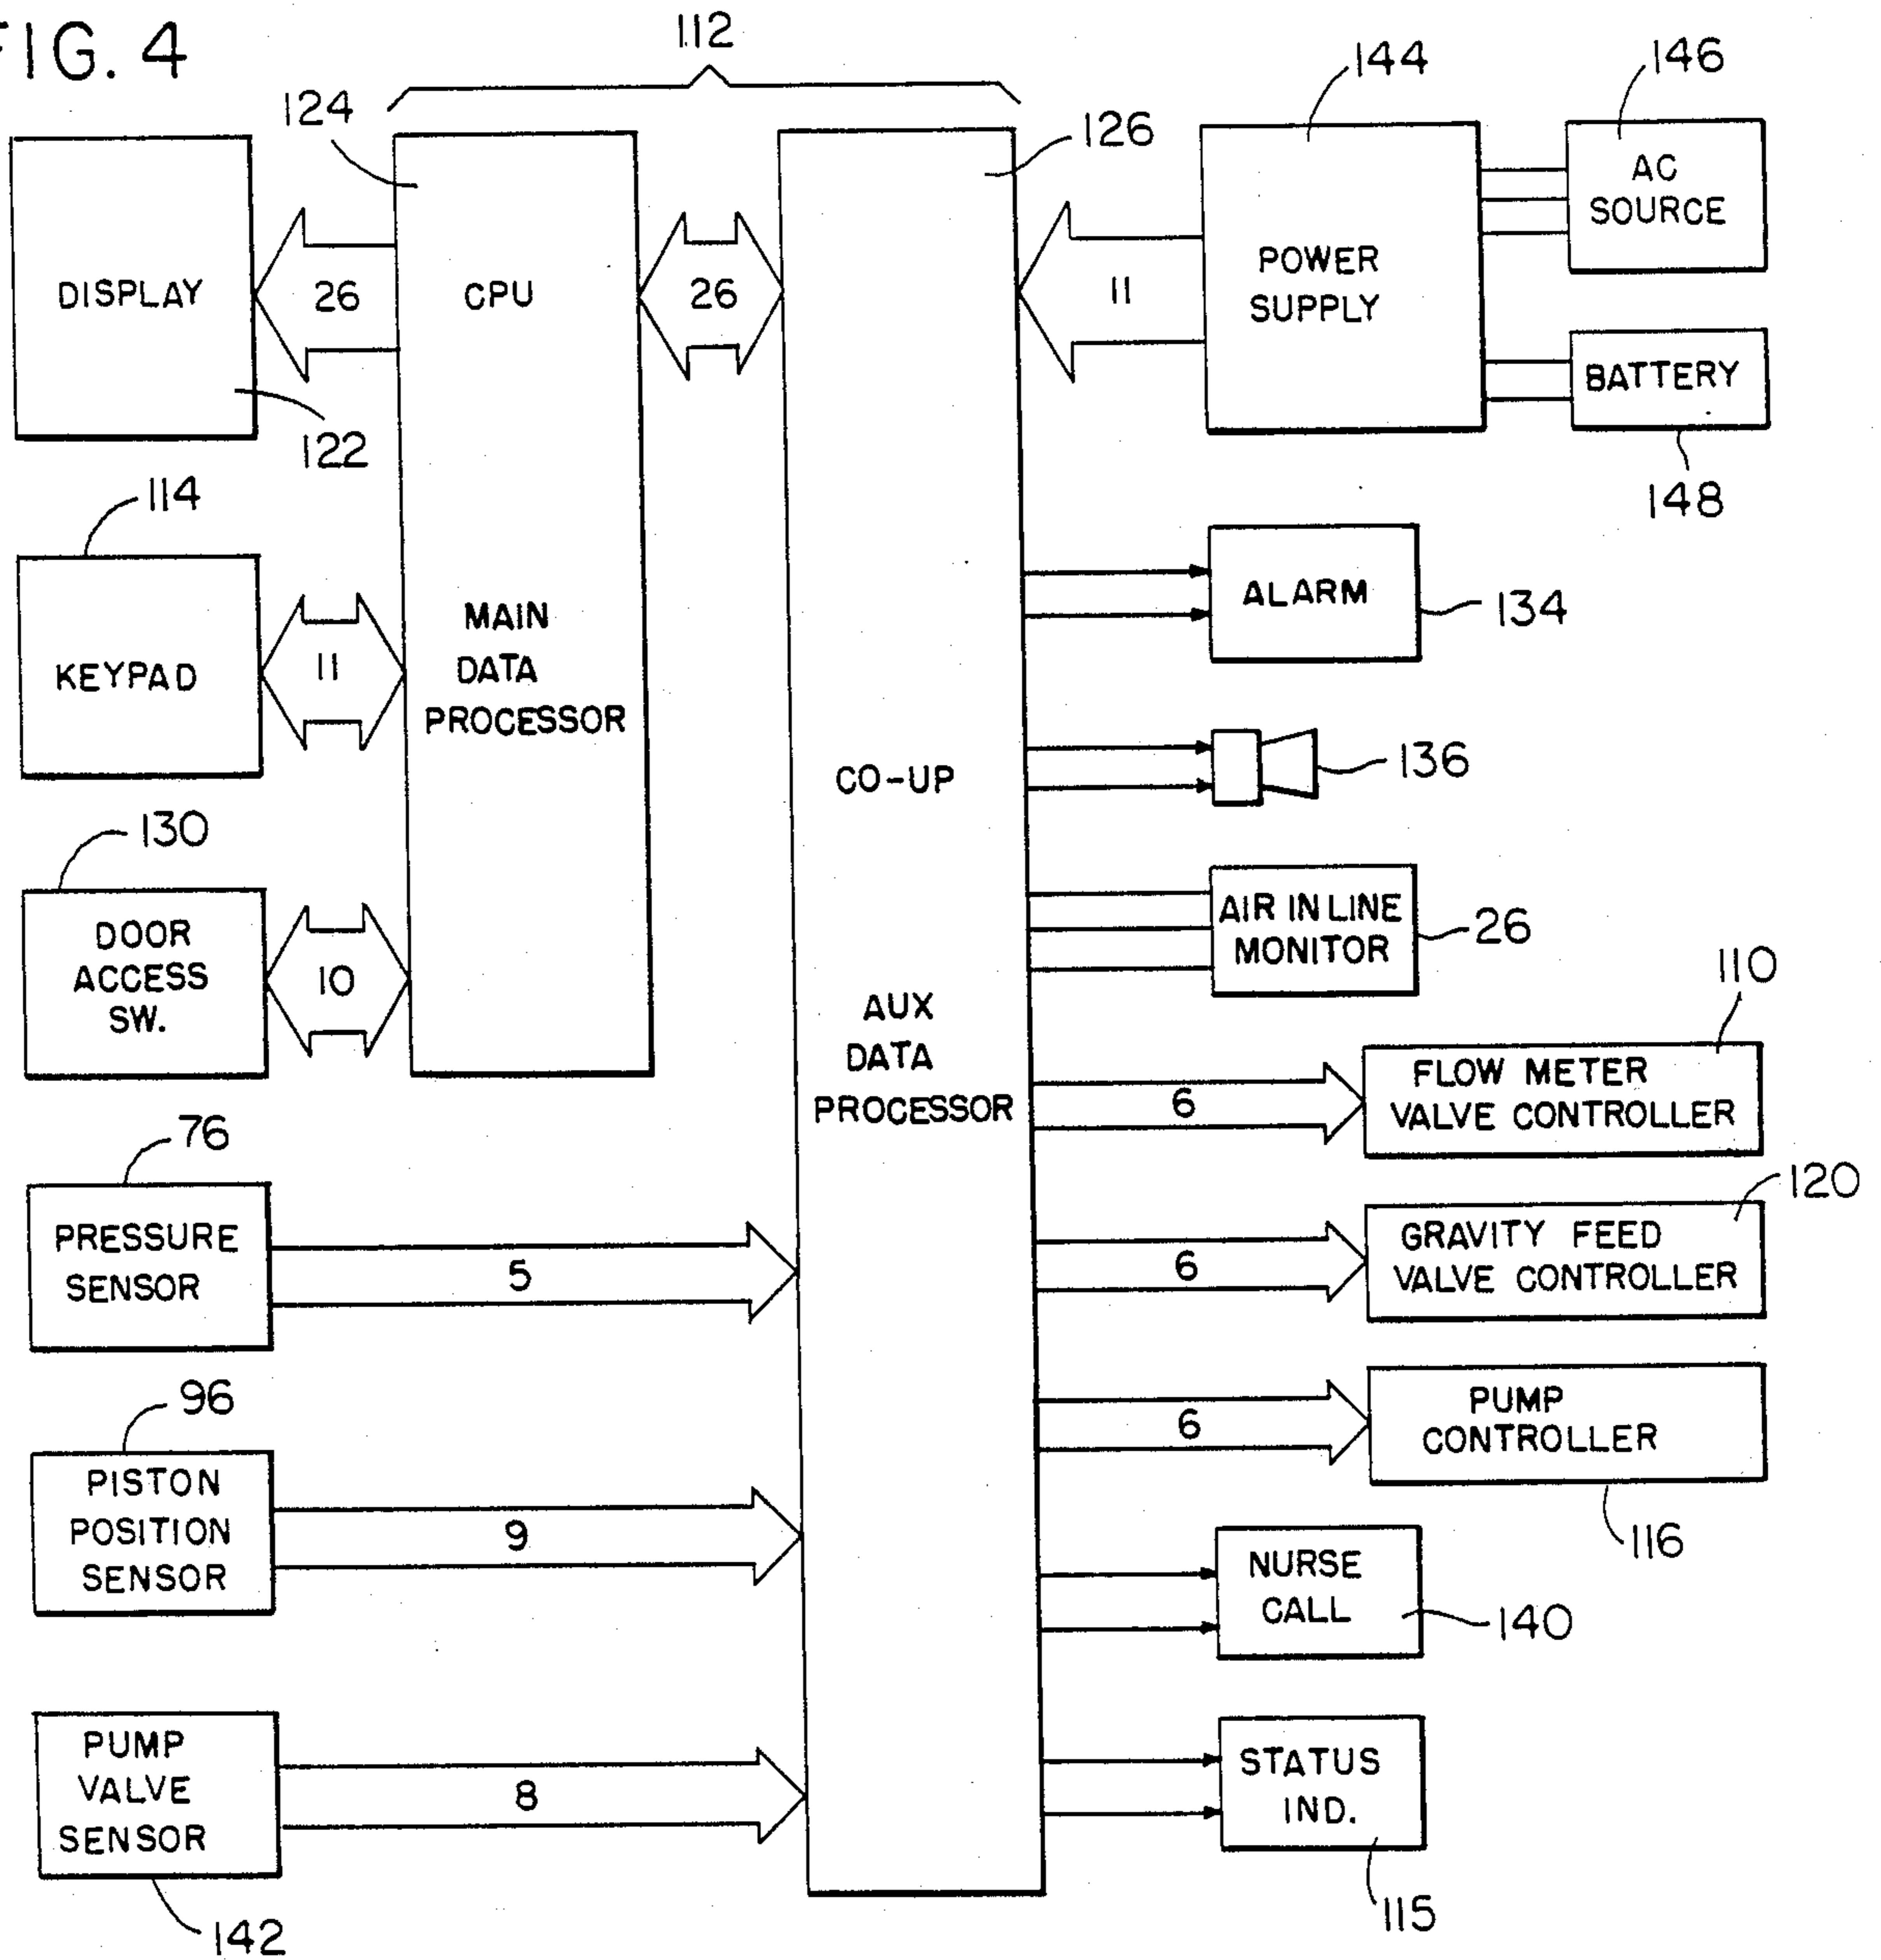 FIG. 4
112
144
146
124
126
DISPLAY
26
CPU
26
11
POWER
SUPPLY
AC
SOURCE
BATTERY
122
148
114
KEYPAD
11
MAIN
DATA
PROCESSOR
ALARM
134
CO-UP
136
130
DOOR
ACCESS
SW.
10
AIR IN LINE
MONITOR
26
AUX
DATA
PROCESSOR
110
6
FLOW METER
VALVE CONTROLLER
76
PRESSURE
SENSOR
5
120
6
GRAVITY FEED
VALVE CONTROLLER
96
PISTON
POSITION
SENSOR
9
6
PUMP
CONTROLLER
116
NURSE
CALL
140
PUMP
VALVE
SENSOR
8
142
STATUS
IND.
115